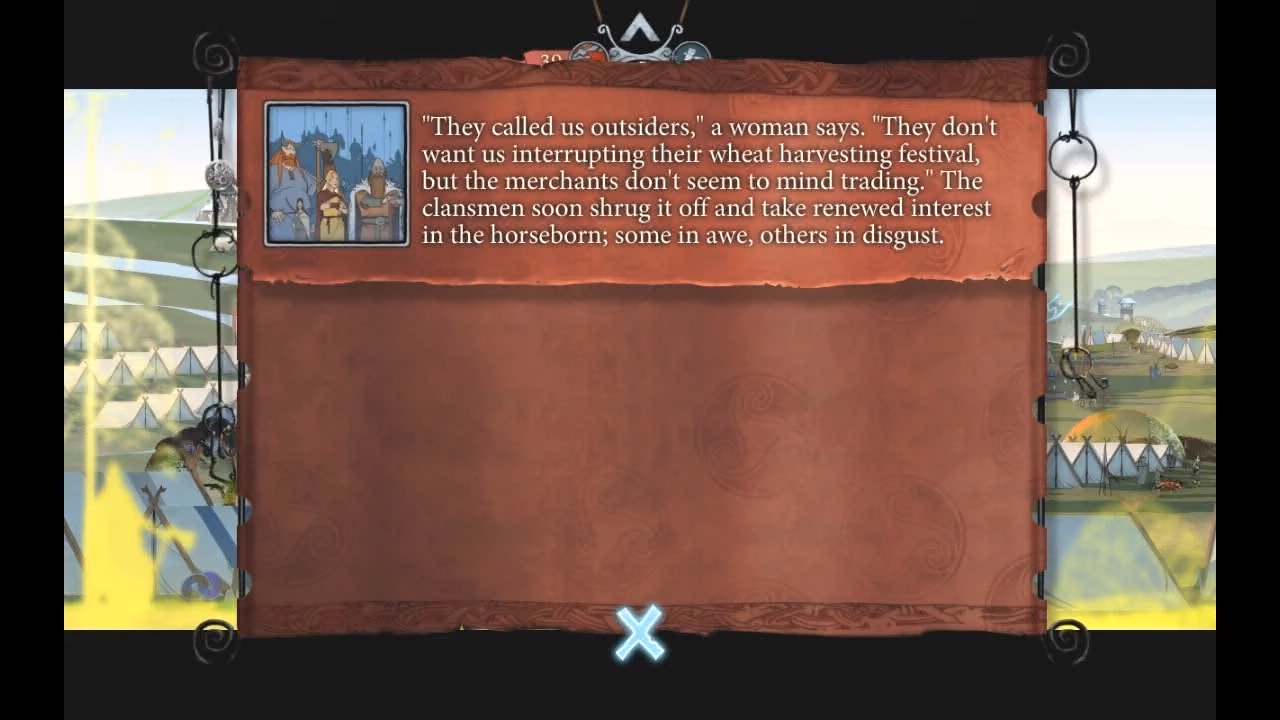 30
"They called us outsiders," a woman says. "They don't
want us interrupting their wheat harvesting festival,
but the merchants don't seem to mind trading." The
clansmen soon shrug it off and take renewed interest
in the horseborn; some in awe, others in disgust.